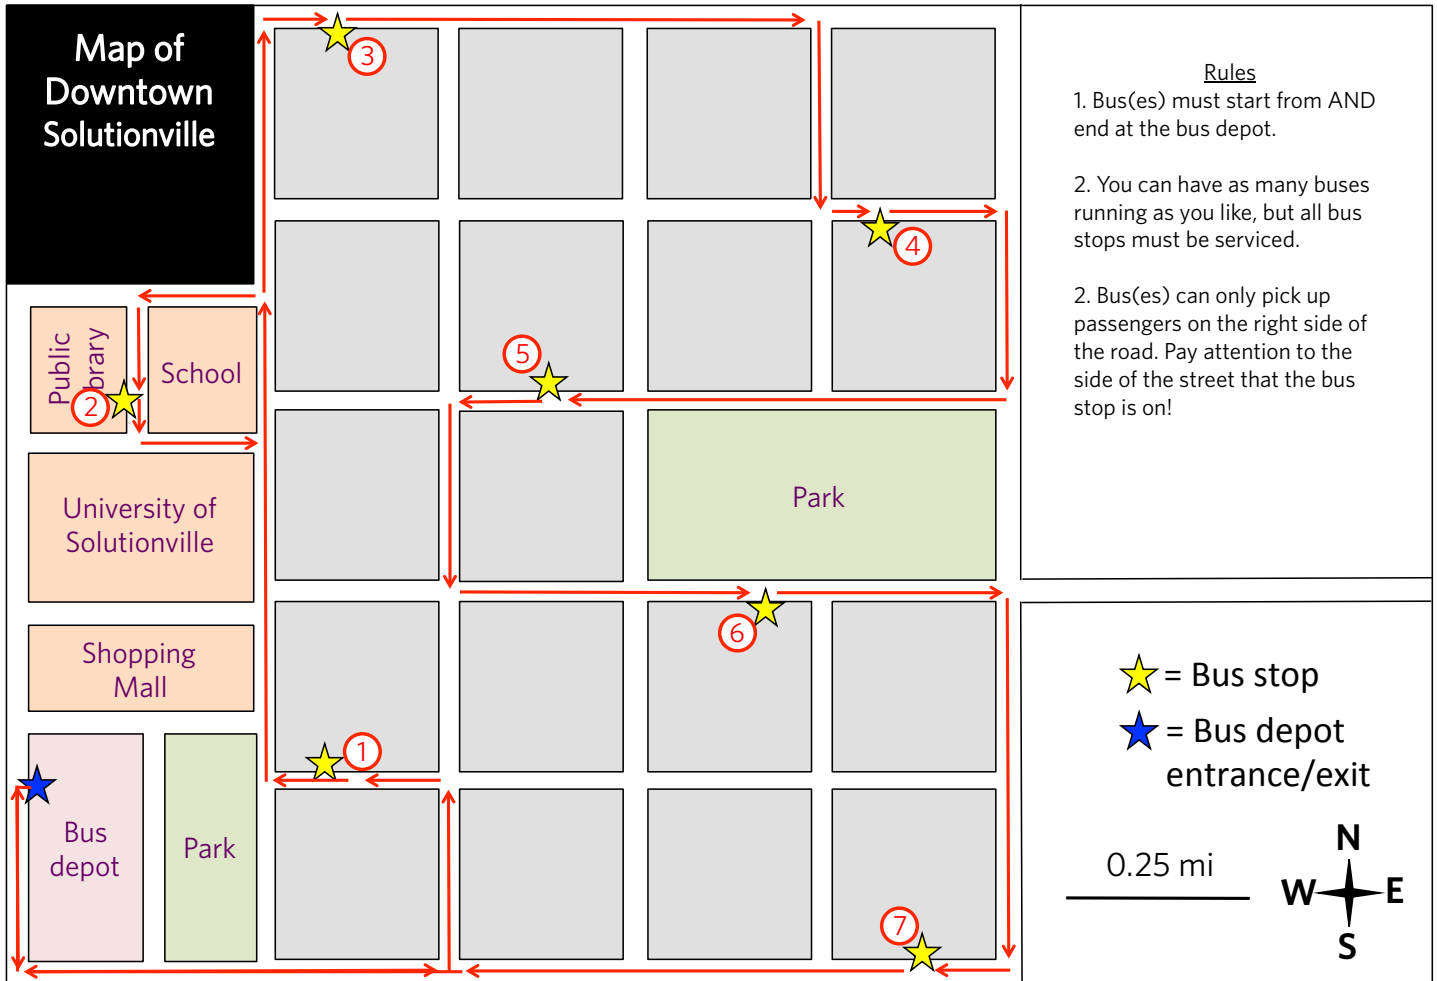 Map of
Downtown
Solutionville
3
Rules
1. Bus(es) must start from AND
end at the bus depot.
2. You can have as many buses
running as you like, but all bus
stops must be serviced.
2. Bus(es) can only pick up
passengers on the right side of
the road. Pay attention to the
side of the street that the bus
stop is on!
4
5
Public
School
2
University of
Solutionville
Park
6
Shopping
Mall
1
= Bus stop
= Bus depot
entrance/exit
Bus
depot
Park
7
0.25 mi
N
W
E
S